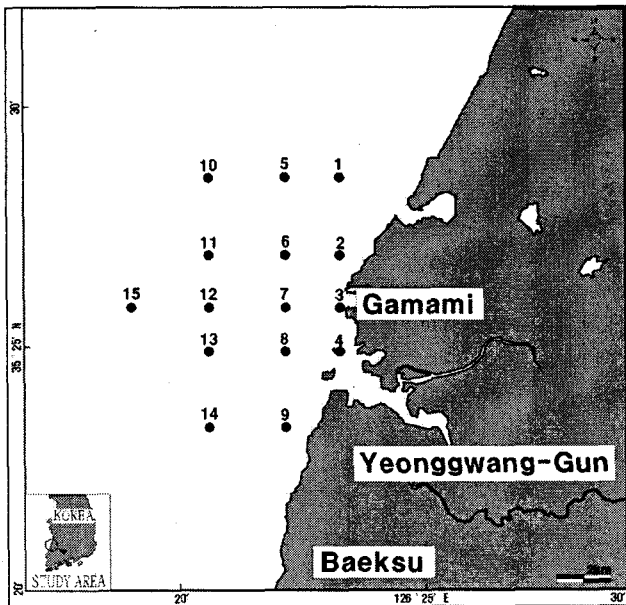 30'
10 5 1
11 6 2
15 12 7 3 Gamami
13 8 4
35° 25' N
14 9
Yeonggwang-Gun
KOREA
Baeksu
STUDY AREA
20'
20' 126° 25' E 30'